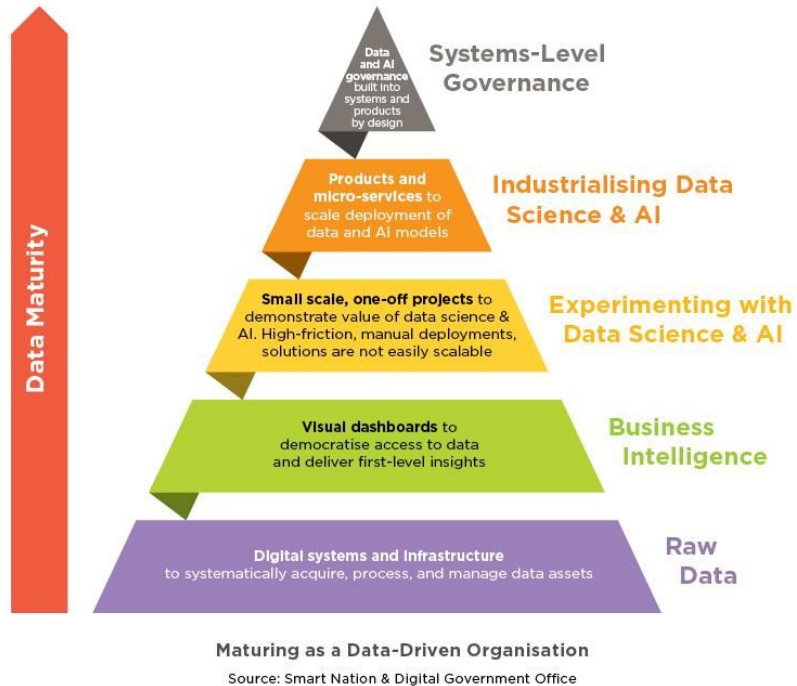 Data
and AI
governance
built into
systems and
products
by design
Systems-Level
Governance
Products and
micro-services to
scale deployment of
data and AI models
Industrialising Data
Science & AI
Small scale, one-off projects to
demonstrate value of data science &
AI. High-friction, manual deployments,
solutions are not easily scalable
Experimenting with
Data Science & AI
Visual dashboards to
democratise access to data
and deliver first-level insights
Business
Intelligence
Digital systems and infrastructure
to systematically acquire, process, and manage data assets
Raw
Data
Data Maturity
Maturing as a Data-Driven Organisation
Source: Smart Nation & Digital Government Office